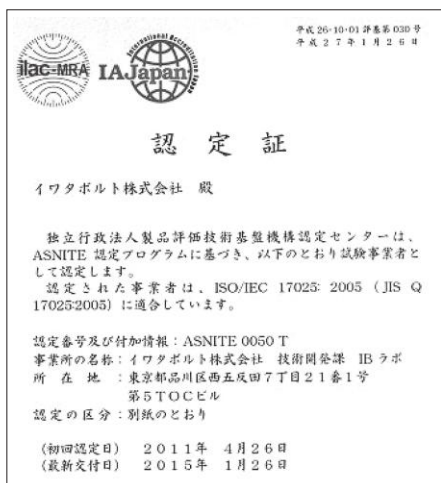 平成26・10・01評基第030号
平成27年1月26日
ilac-MRA
International Accreditation Japan
IAJapan
認定証
イワタボルト株式会社 殿
独立行政法人製品評価技術基盤機構認定センターは、
ASNITE 認定プログラムに基づき、以下のとおり試験事業者と
して認定します。
認定された事業者は、ISO/IEC 17025: 2005 (JIS Q
17025:2005) に適合しています。
認定番号及び付加情報：ASNITE 0050 T
事業所の名称：イワタボルト株式会社 技術開発課 IB ラボ
所在地：東京都品川区西五反田7丁目21番1号
第5TOCビル
認定の区分：別紙のとおり
(初回認定日) 2011年 4月26日
(最新交付日) 2015年 1月26日